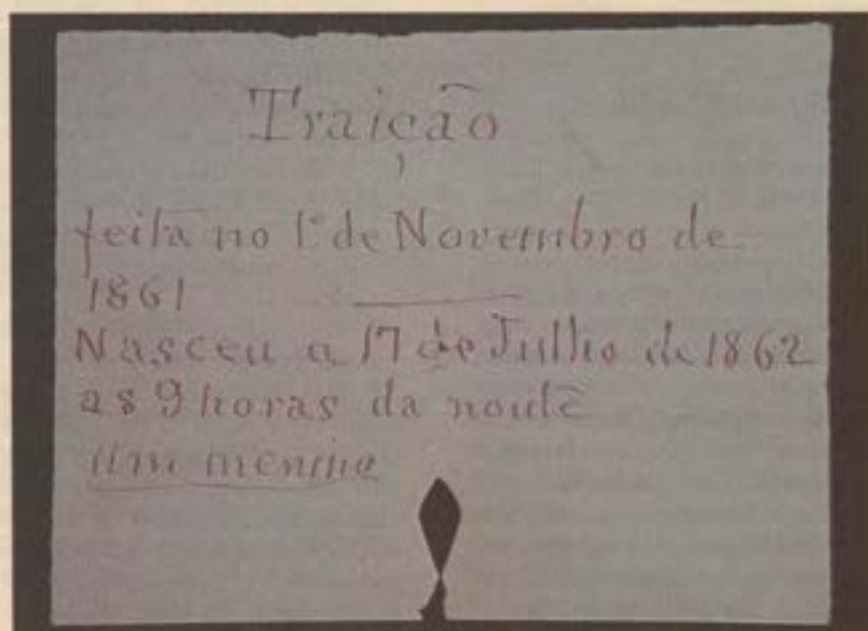 Traição
feita no 1º de Novembro de
1861
Nasceu a 17 de Julho de 1862
as 9 horas da noite
um menino